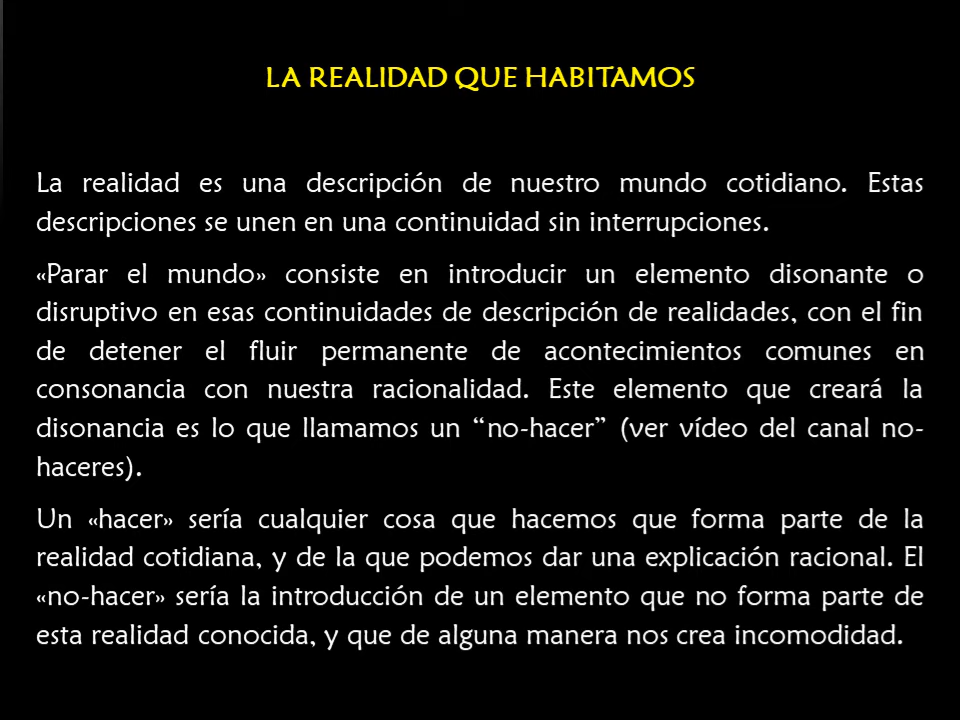 LA REALIDAD QUE HABITAMOS
La realidad es una descripción de nuestro mundo cotidiano. Estas
descripciones se unen en una continuidad sin interrupciones.
«Parar el mundo» consiste en introducir un elemento disonante o
disruptivo en esas continuidades de descripción de realidades, con el fin
de detener el fluir permanente de acontecimientos comunes en
consonancia con nuestra racionalidad. Este elemento que creará la
disonancia es lo que llamamos un “no-hacer” (ver vídeo del canal no-
haceres).
Un «hacer» sería cualquier cosa que hacemos que forma parte de la
realidad cotidiana, y de la que podemos dar una explicación racional. El
«no-hacer» sería la introducción de un elemento que no forma parte de
esta realidad conocida, y que de alguna manera nos crea incomodidad.